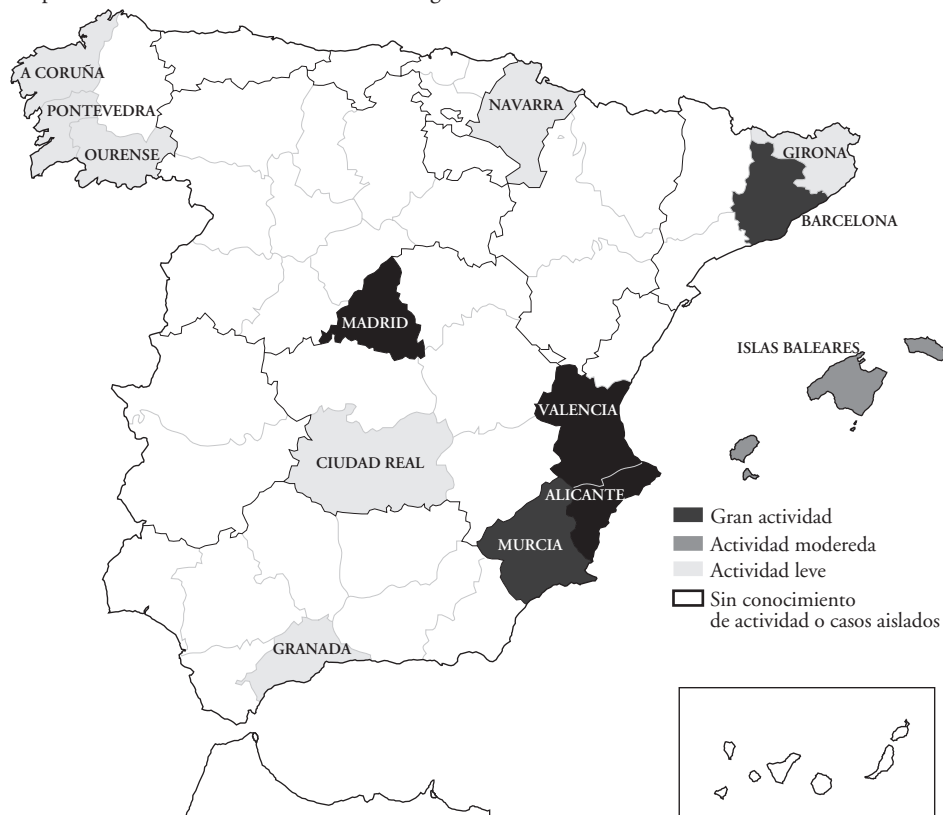 A CORUÑA
PONTEVEDRA
OURENSE
NAVARRA
GIRONA
BARCELONA
MADRID
ISLAS BALEARES
VALENCIA
CIUDAD REAL
ALICANTE
MURCIA
GRANADA
Gran actividad
Actividad modereda
Actividad leve
Sin conocimiento
de actividad o casos aislados